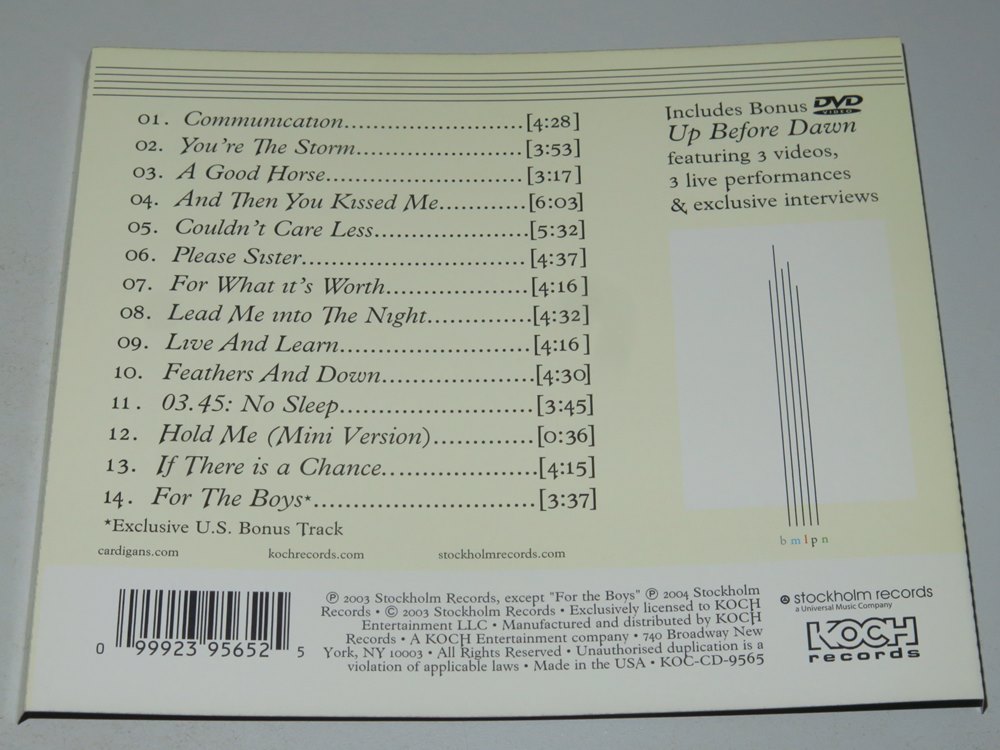 01. Communication......................[4:28]
02. You're The Storm....................[3:53]
03. A Good Horse........................[3:17]
04. And Then You Kissed Me..........[6:03]
05. Couldn't Care Less..................[5:32]
06. Please Sister..........................[4:37]
07. For What it's Worth................[4:16]
08. Lead Me into The Night............[4:32]
09. Live And Learn......................[4:16]
10. Feathers And Down.................[4:30]
11. 03.45: No Sleep......................[3:45]
12. Hold Me (Mini Version)............[0:36]
13. If There is a Chance.................[4:15]
14. For The Boys*.........................[3:37]
*Exclusive U.S. Bonus Track
cardigans.com kochrecords.com stockholmrecords.com
Includes Bonus DVD VIDEO
Up Before Dawn
featuring 3 videos,
3 live performances
& exclusive interviews
b m l p n
0 99923 95652 5
℗ 2003 Stockholm Records, except "For the Boys" ℗ 2004 Stockholm
Records • © 2003 Stockholm Records • Exclusively licensed to KOCH
Entertainment LLC • Manufactured and distributed by KOCH
Records • A KOCH Entertainment company • 740 Broadway New
York, NY 10003 • All Rights Reserved • Unauthorised duplication is a
violation of applicable laws • Made in the USA • KOC-CD-9565
stockholm records
a Universal Music Company
KOCH
records